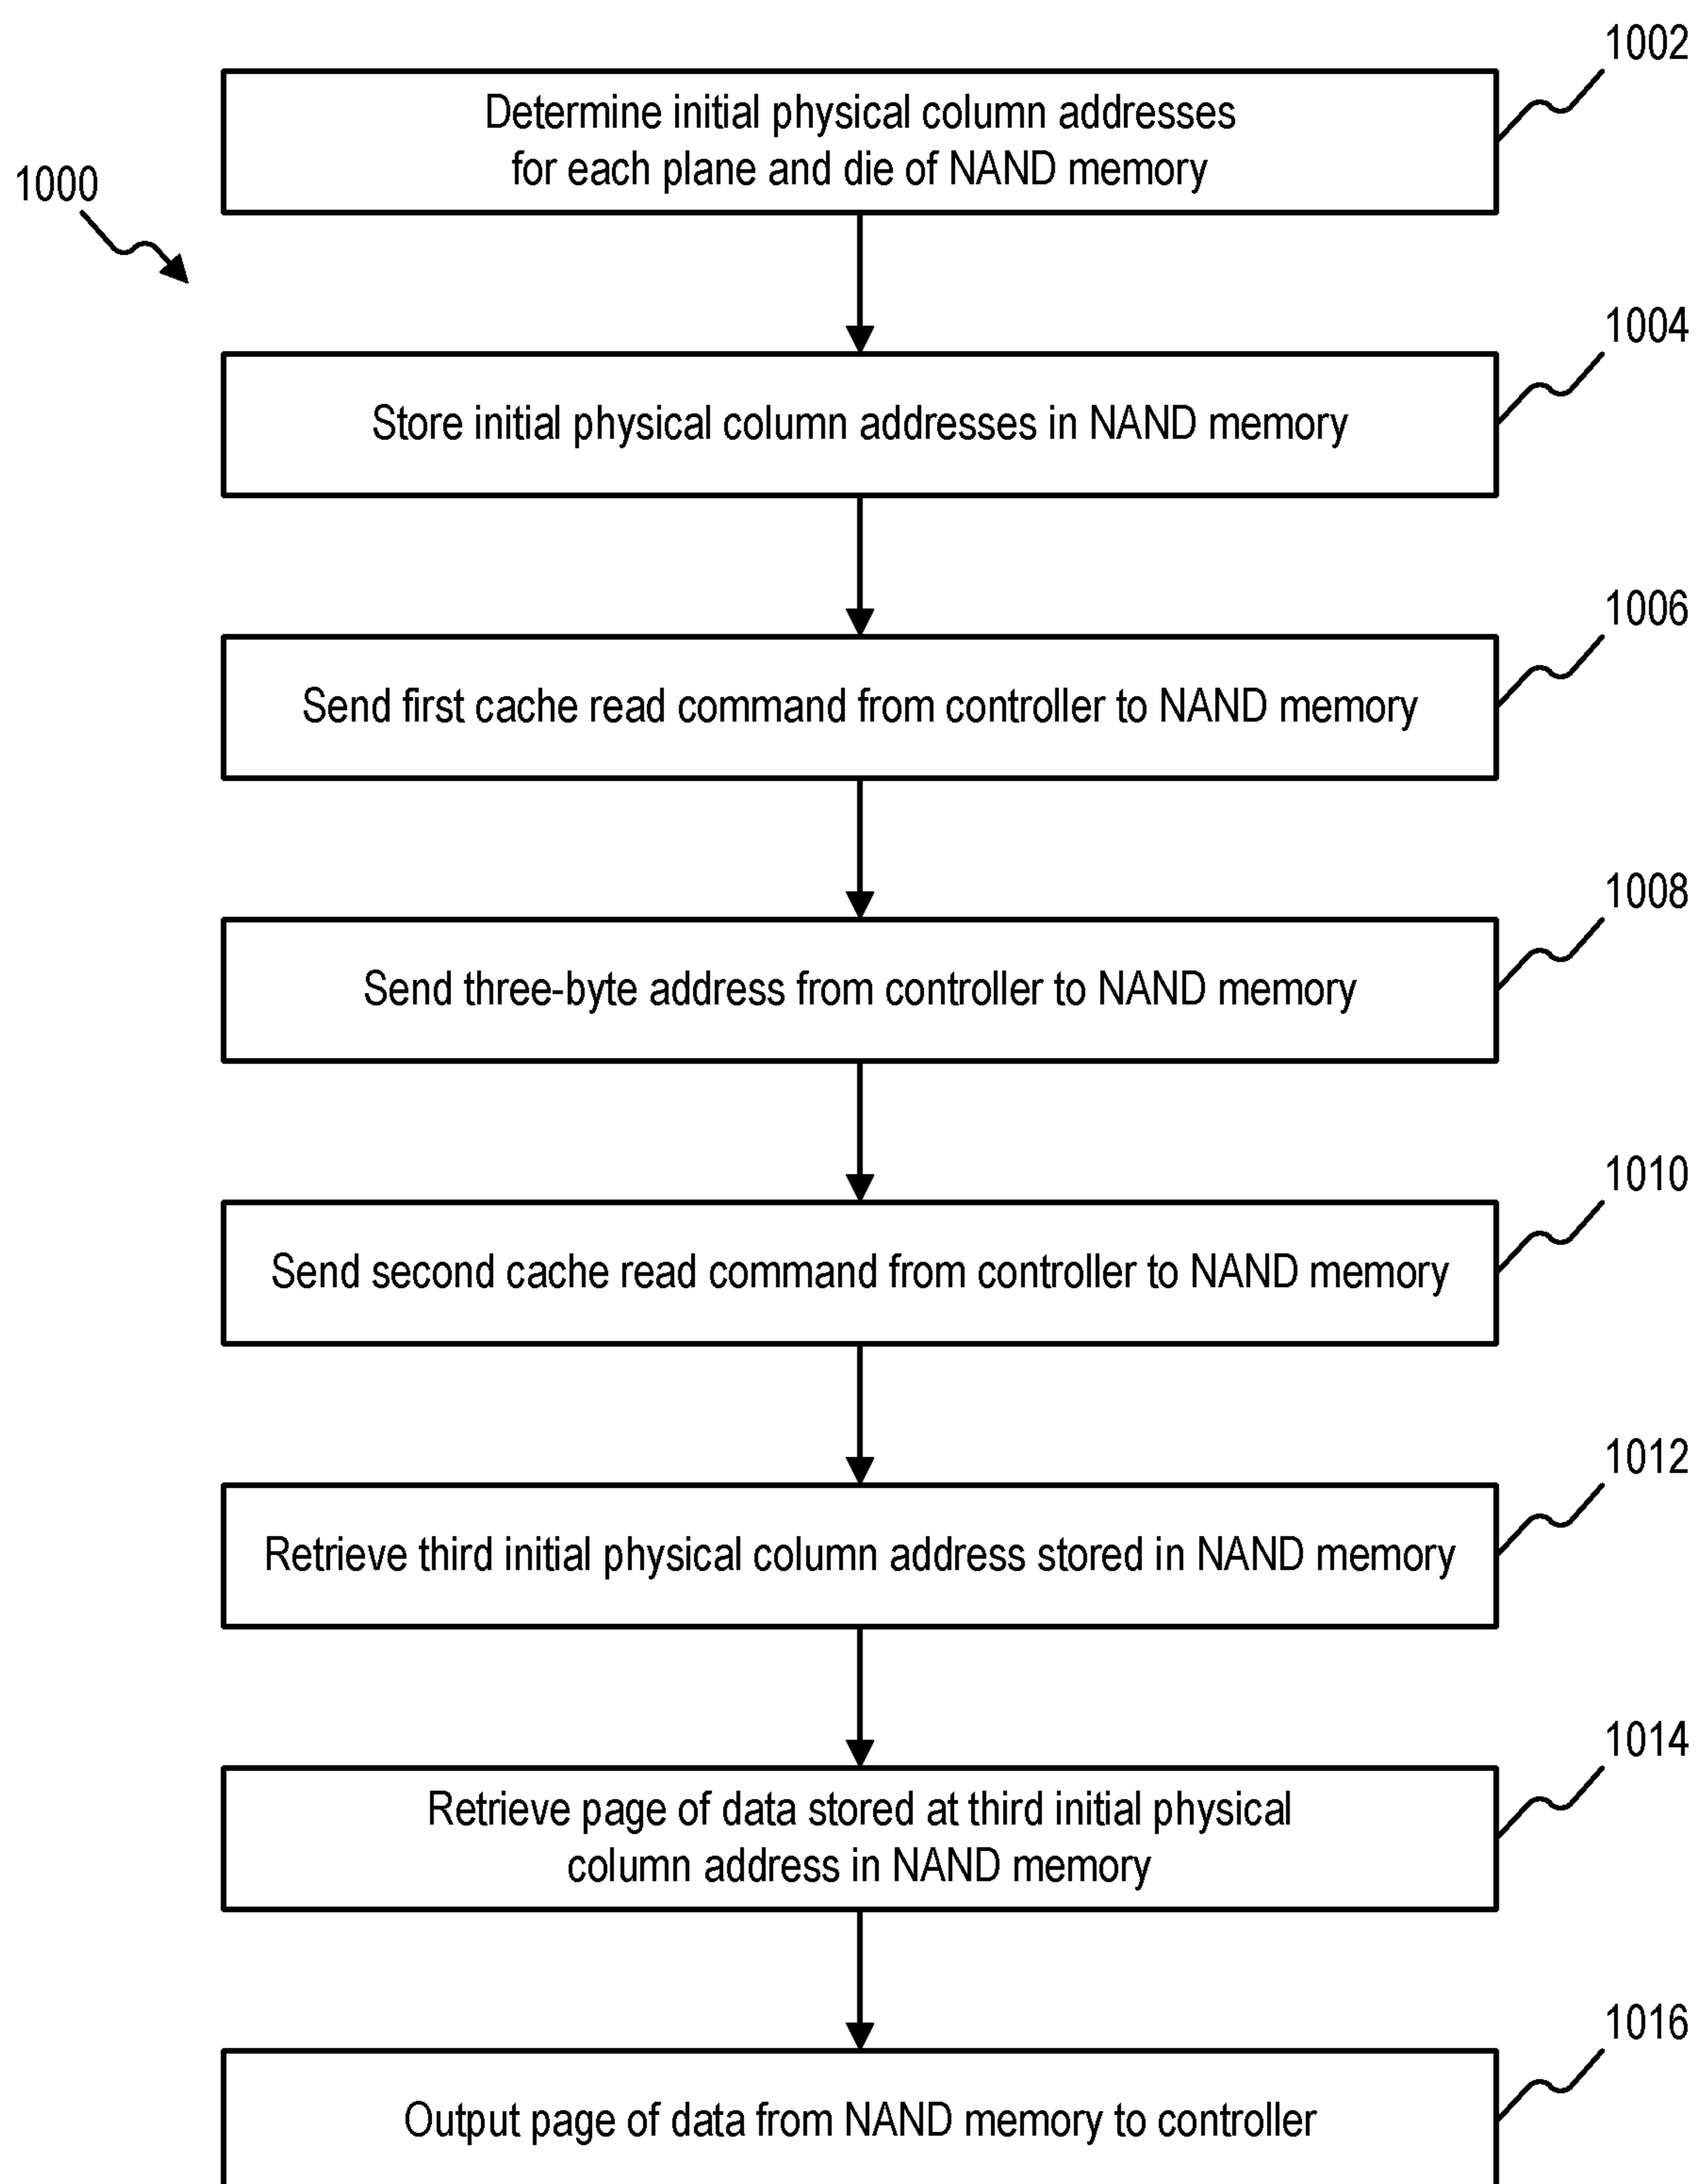 1002
Determine initial physical column addresses
for each plane and die of NAND memory
1000
1004
Store initial physical column addresses in NAND memory
1006
Send first cache read command from controller to NAND memory
1008
Send three-byte address from controller to NAND memory
1010
Send second cache read command from controller to NAND memory
1012
Retrieve third initial physical column address stored in NAND memory
1014
Retrieve page of data stored at third initial physical
column address in NAND memory
1016
Output page of data from NAND memory to controller